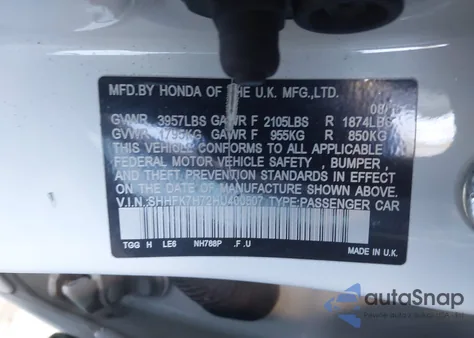 MFD.BY HONDA OF THE U.K. MFG.,LTD.
GVWR 3957LBS GAWR F 2105LBS R 1874LBS
GVWR 1795KG GAWR F 955KG R 850KG
THIS VEHICLE CONFORMS TO ALL APPLICABLE
FEDERAL MOTOR VEHICLE SAFETY , BUMPER ,
AND THEFT PREVENTION STANDARDS IN EFFECT
ON THE DATE OF MANUFACTURE SHOWN ABOVE.
V.I.N.: TYPE:PASSENGER CAR
TGG H LE6 NH788P .F .U
MADE IN U.K.
autoSnap